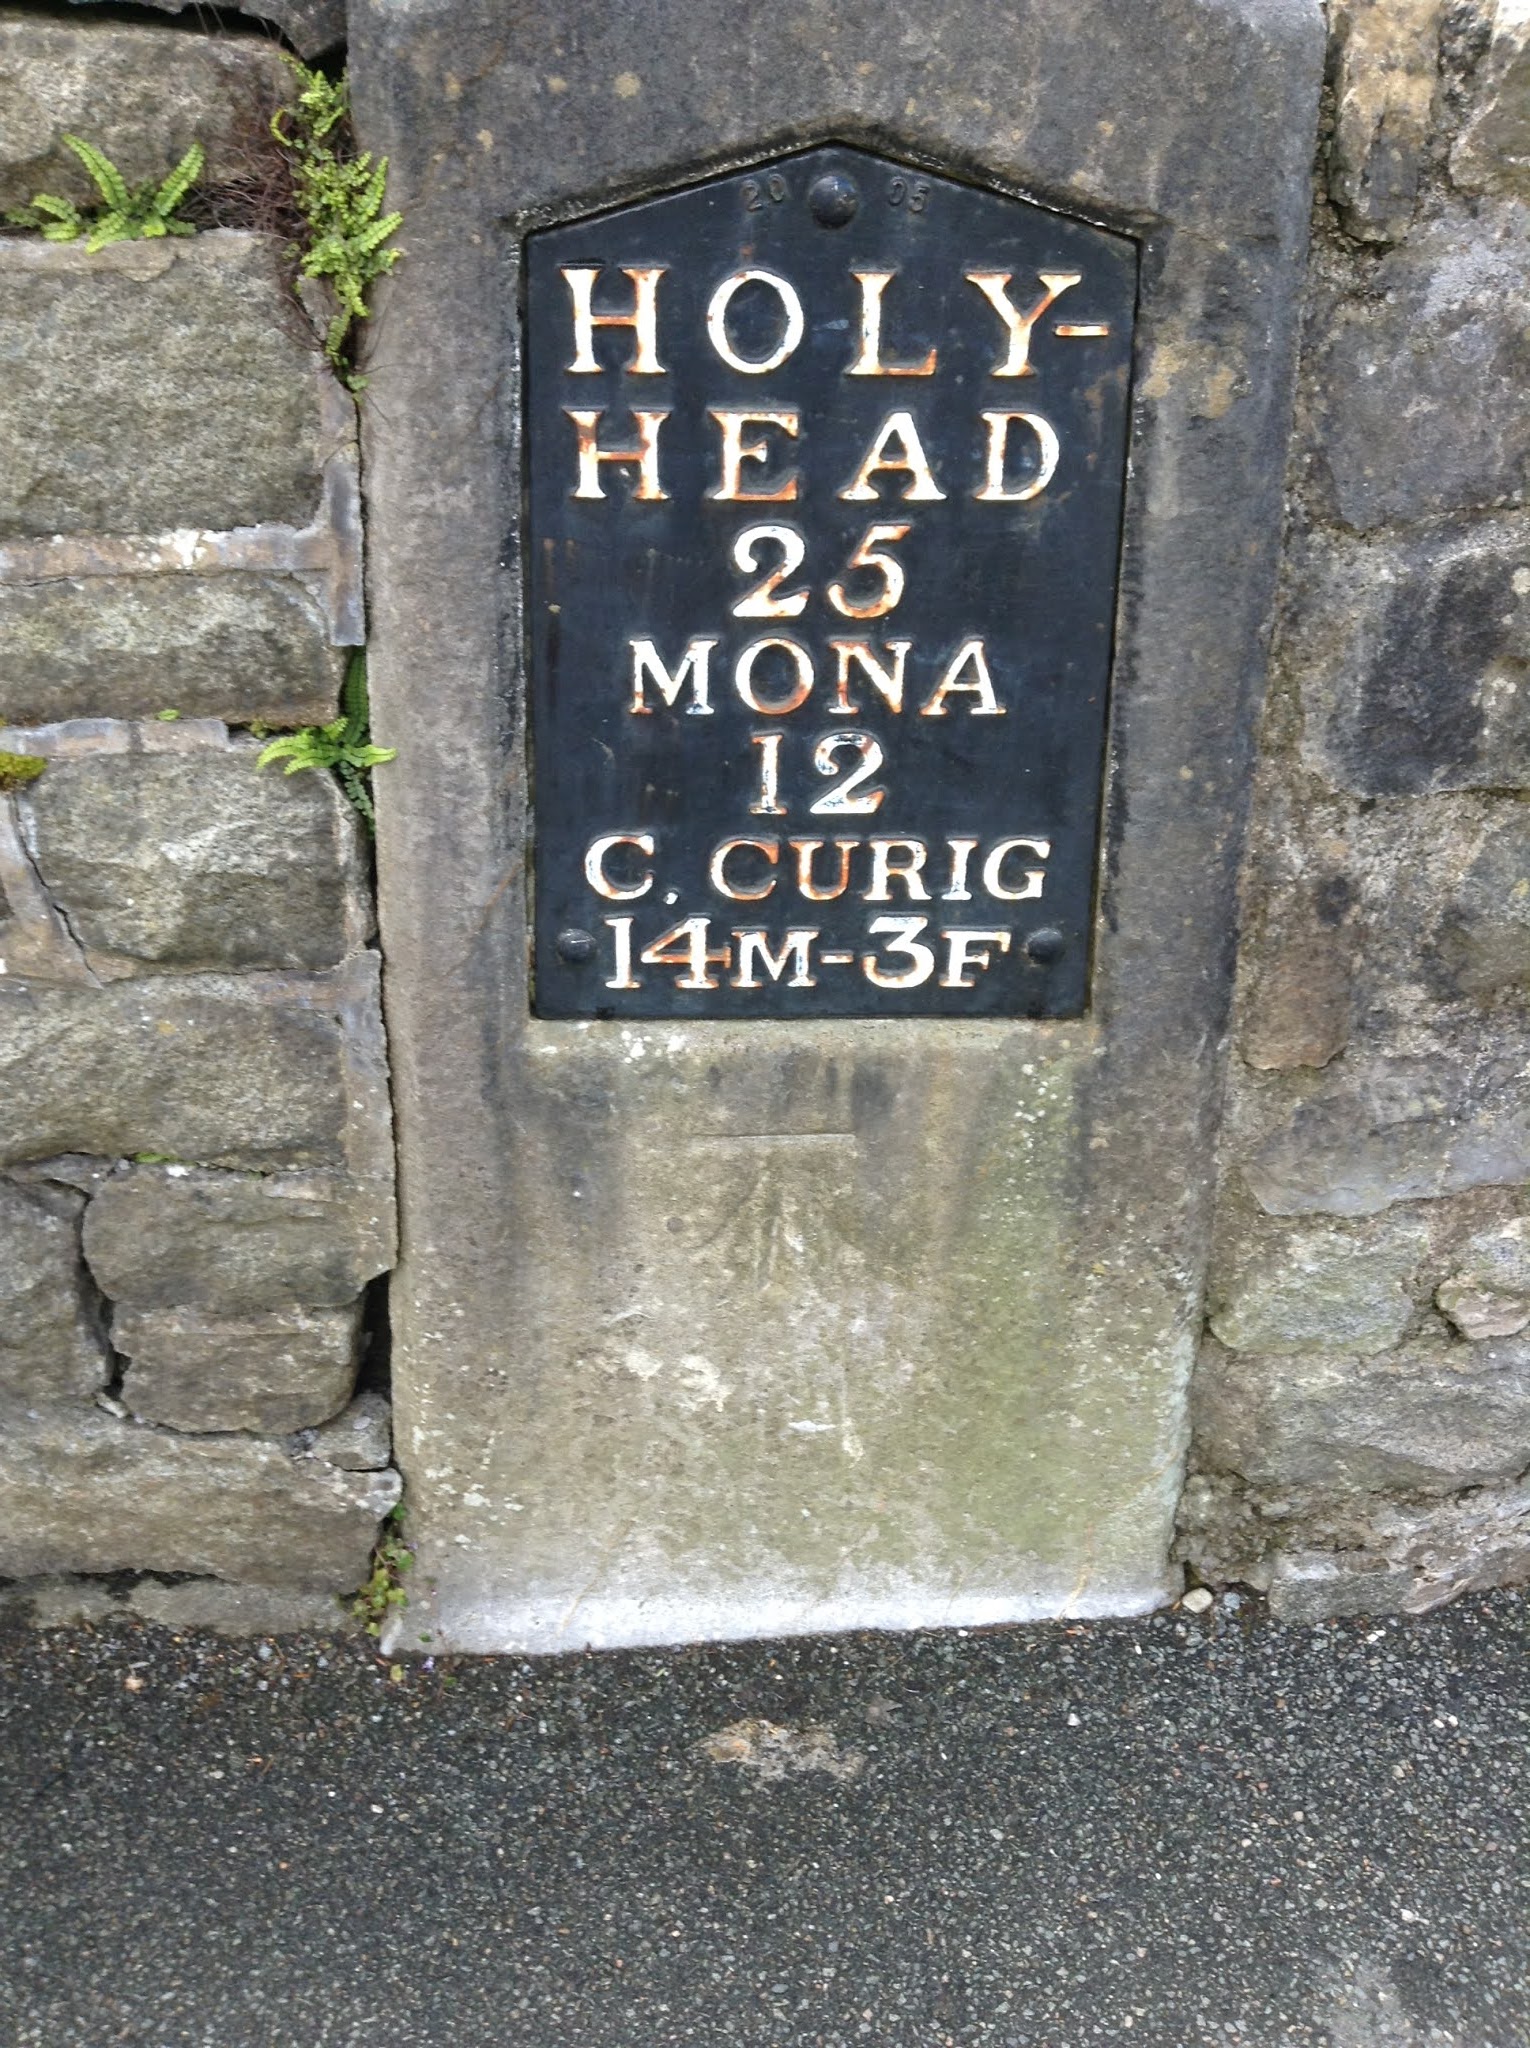 20 05
HOLY-
HEAD
25
MONA
12
C. CURIG
14M-3F